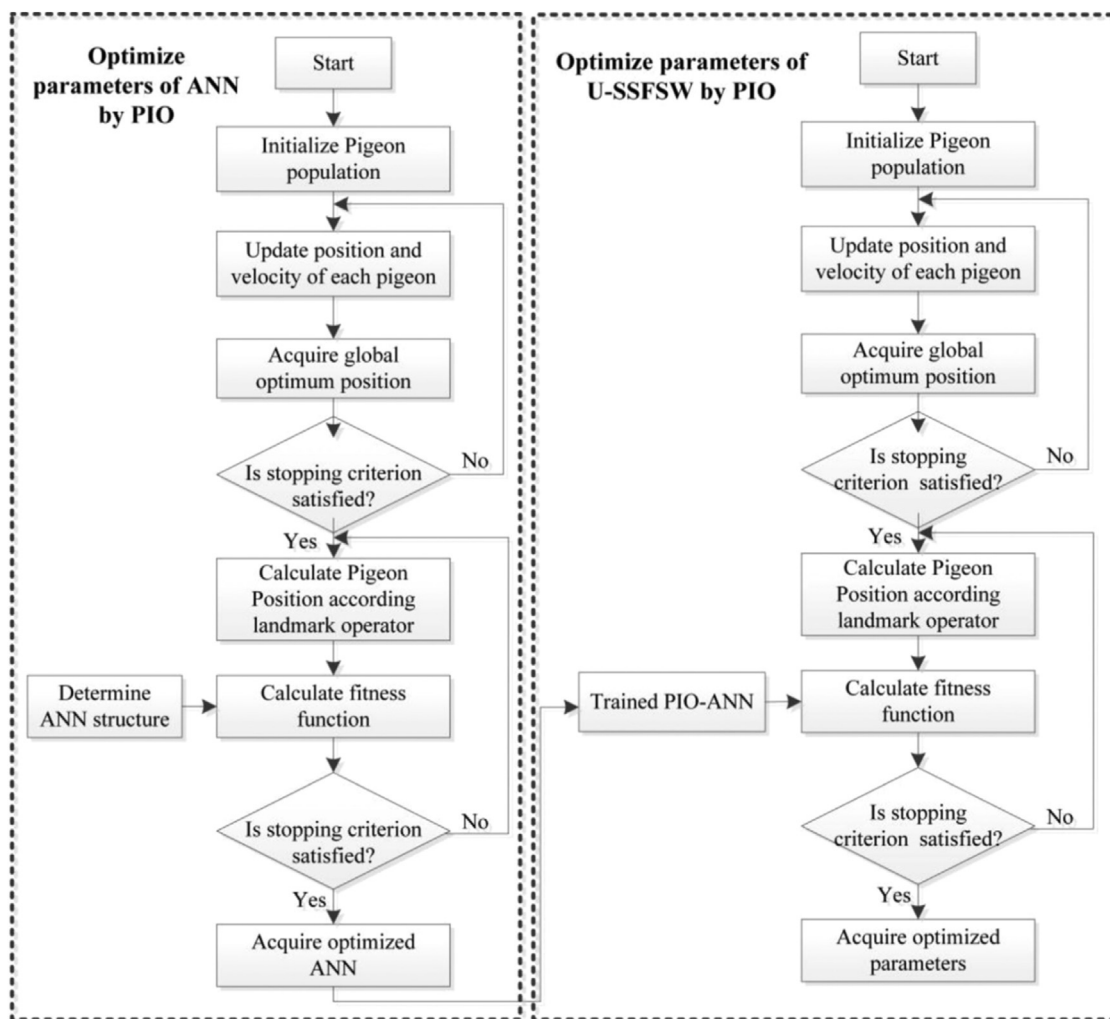 Optimize
parameters of ANN
by PIO
Start
Initialize Pigeon
population
Update position and
velocity of each pigeon
Acquire global
optimum position
Is stopping criterion
satisfied?
No
Yes
Calculate Pigeon
Position according
landmark operator
Determine
ANN structure
Calculate fitness
function
Is stopping criterion
satisfied?
No
Yes
Acquire optimized
ANN
Optimize parameters of
U-SSFSW by PIO
Start
Initialize Pigeon
population
Update position and
velocity of each pigeon
Acquire global
optimum position
Is stopping
criterion satisfied?
No
Yes
Calculate Pigeon
Position according
landmark operator
Trained PIO-ANN
Calculate fitness
function
Is stopping
criterion satisfied?
No
Yes
Acquire optimized
parameters